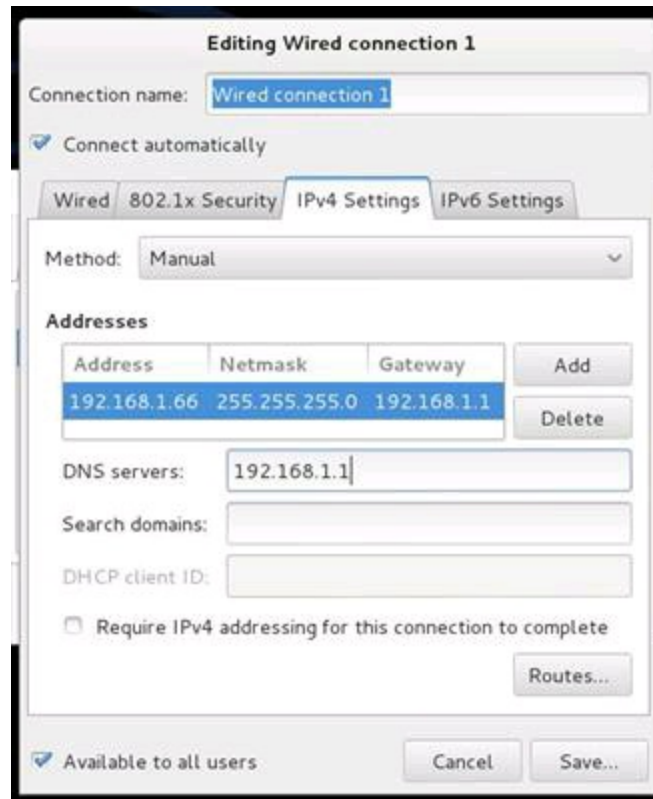 Editing Wired connection 1
Connection name: Wired connection 1
Connect automatically
Wired 802.1x Security IPv4 Settings IPv6 Settings
Method: Manual
Addresses
Address Netmask Gateway Add
192.168.1.66 255.255.255.0 192.168.1.1
Delete
DNS servers: 192.168.1.1
Search domains:
DHCP client ID:
Require IPv4 addressing for this connection to complete
Routes...
Available to all users Cancel Save...